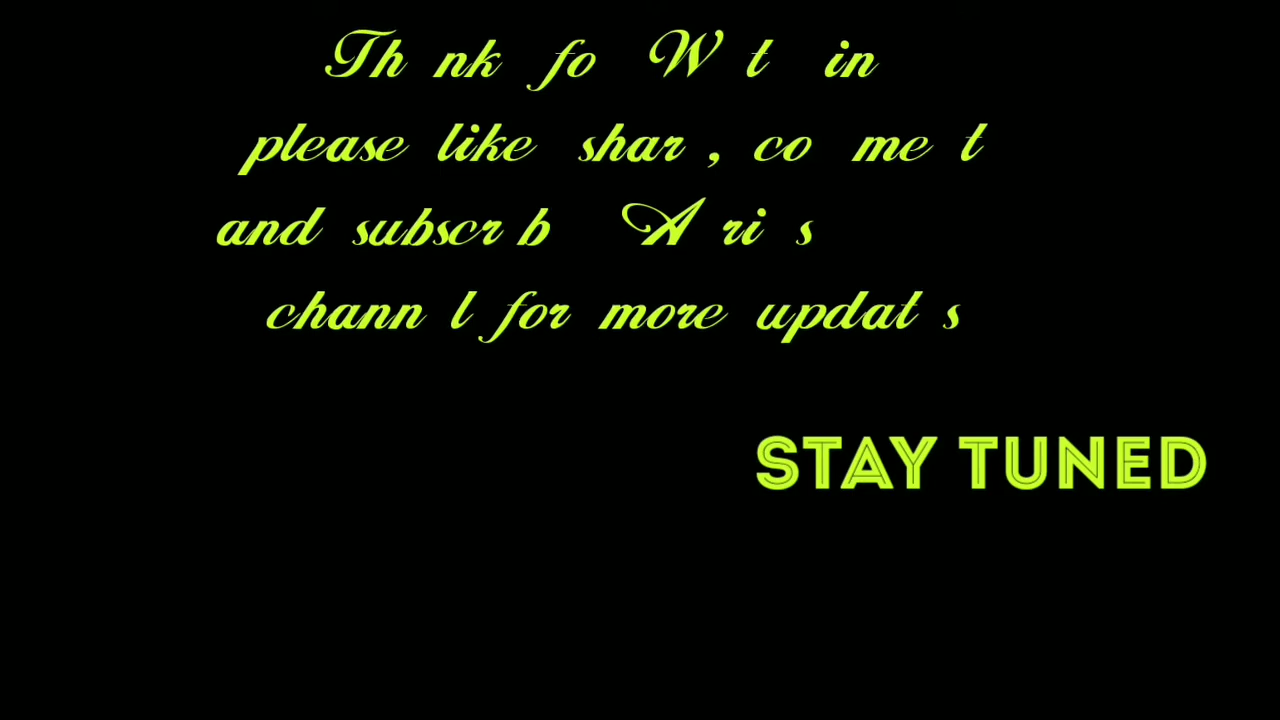 Th nk fo W t in
please like shar , co me t
and subscr b A ri s
chann l for more updat s
STAY TUNED